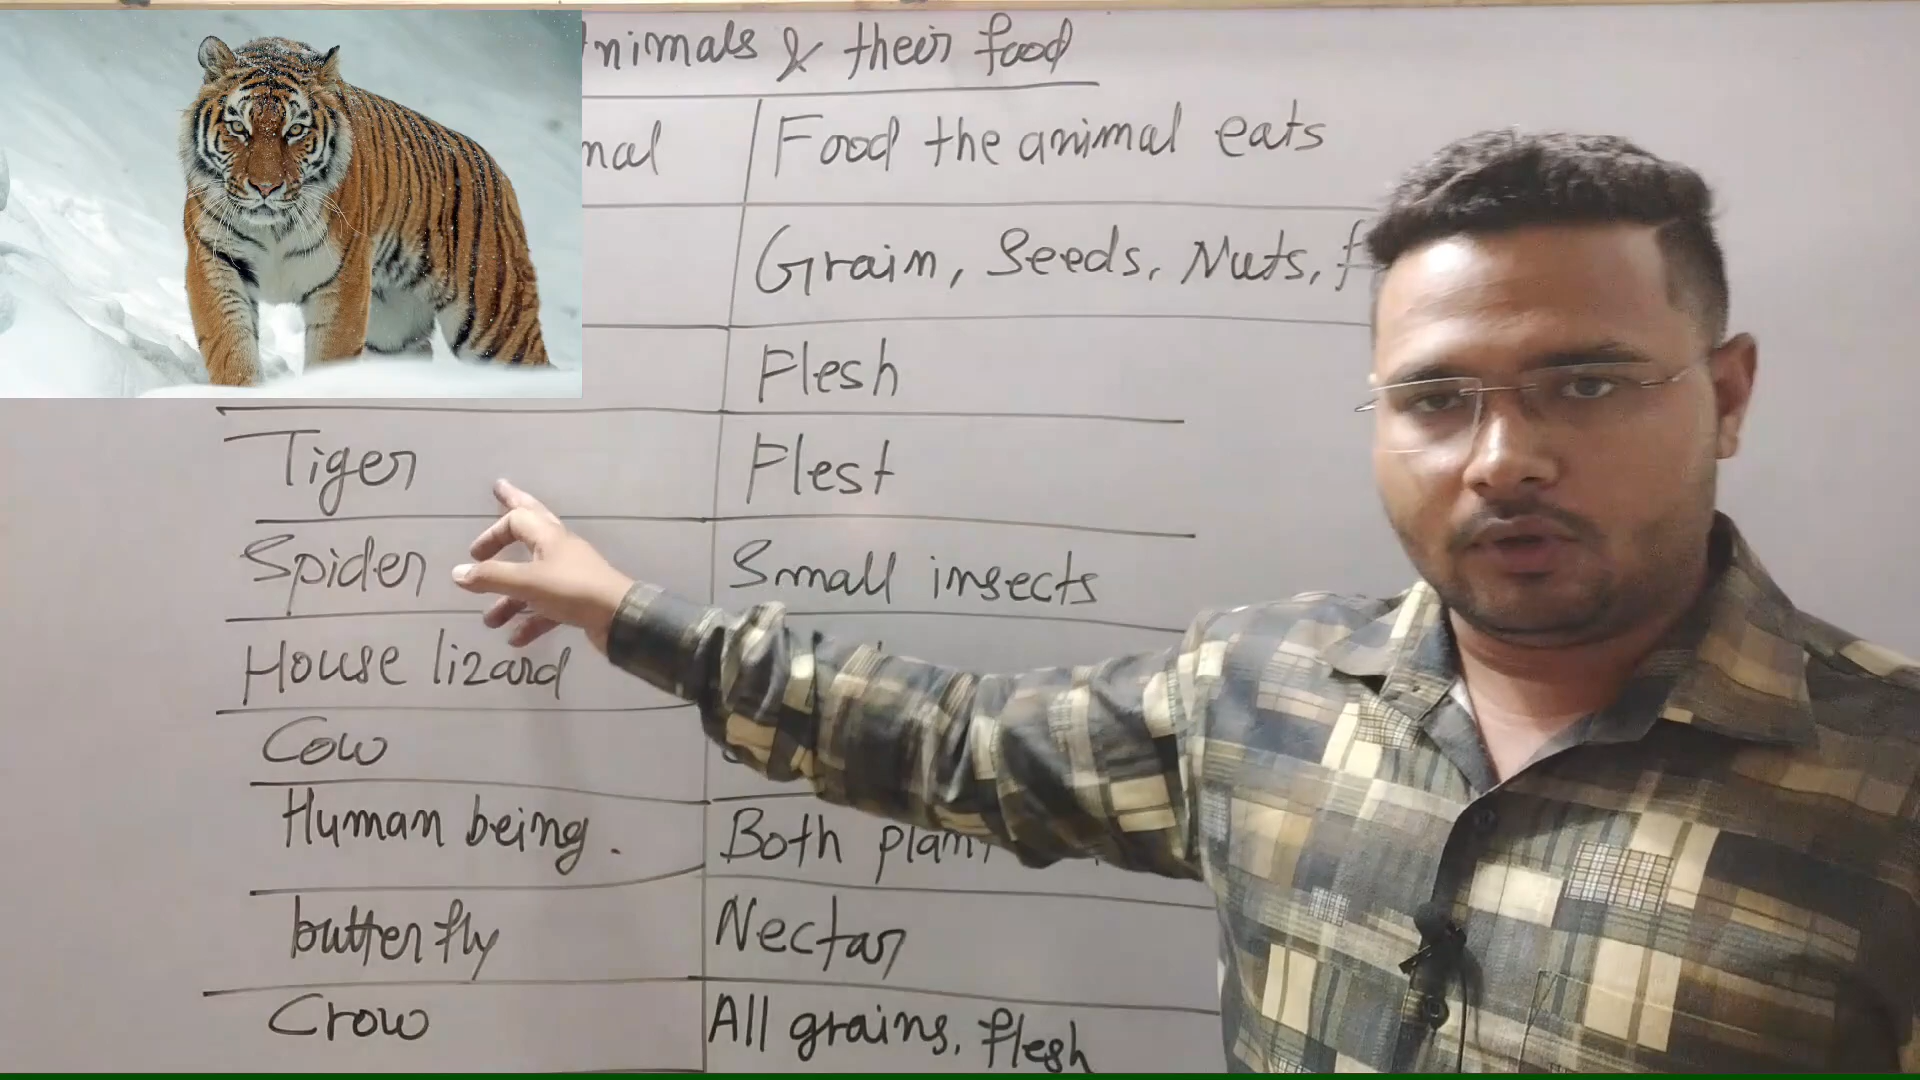 nimals & their food
nal Food the animal eats
Grain, Seeds, Nuts, f
Flesh
Tiger Flest
Spider Small insects
House lizard
Cow
Human being. Both plant
butterfly Nectar
Crow All grains, flesh